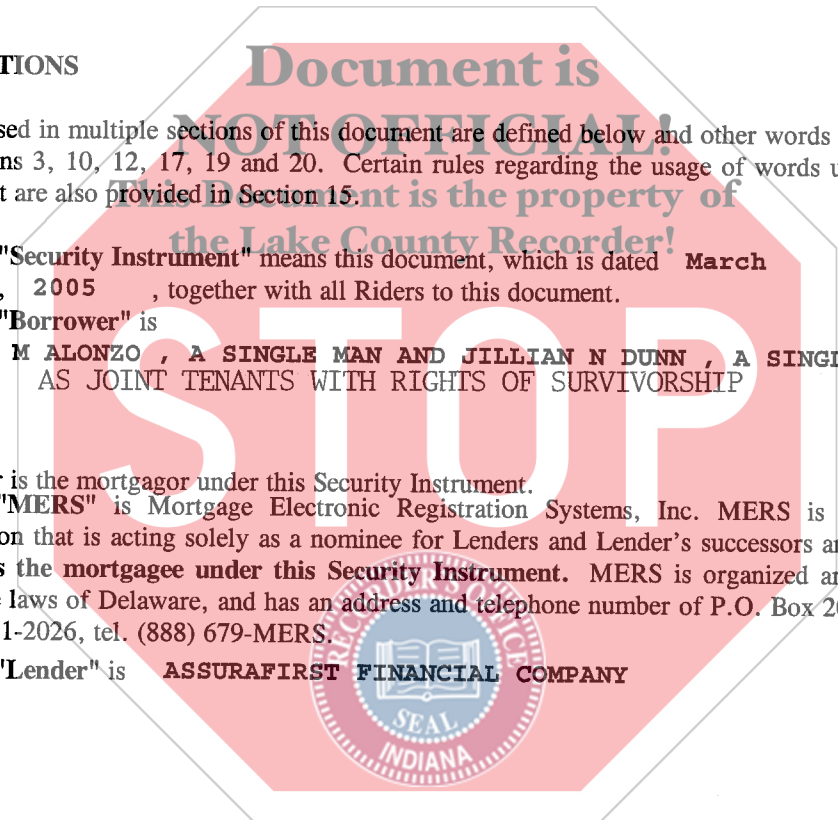 TIONS
Document is
NOT OFFICIAL!
sed in multiple sections of this document are defined below and other words
ns 3, 10, 12, 17, 19 and 20. Certain rules regarding the usage of words u
t are also provided in Section 15.
This Document is the property of
the Lake County Recorder!
"Security Instrument" means this document, which is dated March
, 2005 , together with all Riders to this document.
"Borrower" is
M ALONZO , A SINGLE MAN AND JILLIAN N DUNN , A SINGL
AS JOINT TENANTS WITH RIGHTS OF SURVIVORSHIP
STOP
r is the mortgagor under this Security Instrument.
"MERS" is Mortgage Electronic Registration Systems, Inc. MERS is
on that is acting solely as a nominee for Lenders and Lender's successors an
s the mortgagee under this Security Instrument. MERS is organized an
e laws of Delaware, and has an address and telephone number of P.O. Box 20
1-2026, tel. (888) 679-MERS.
"Lender" is ASSURAFIRST FINANCIAL COMPANY
RECORDER'S OFFICE
SEAL
INDIANA